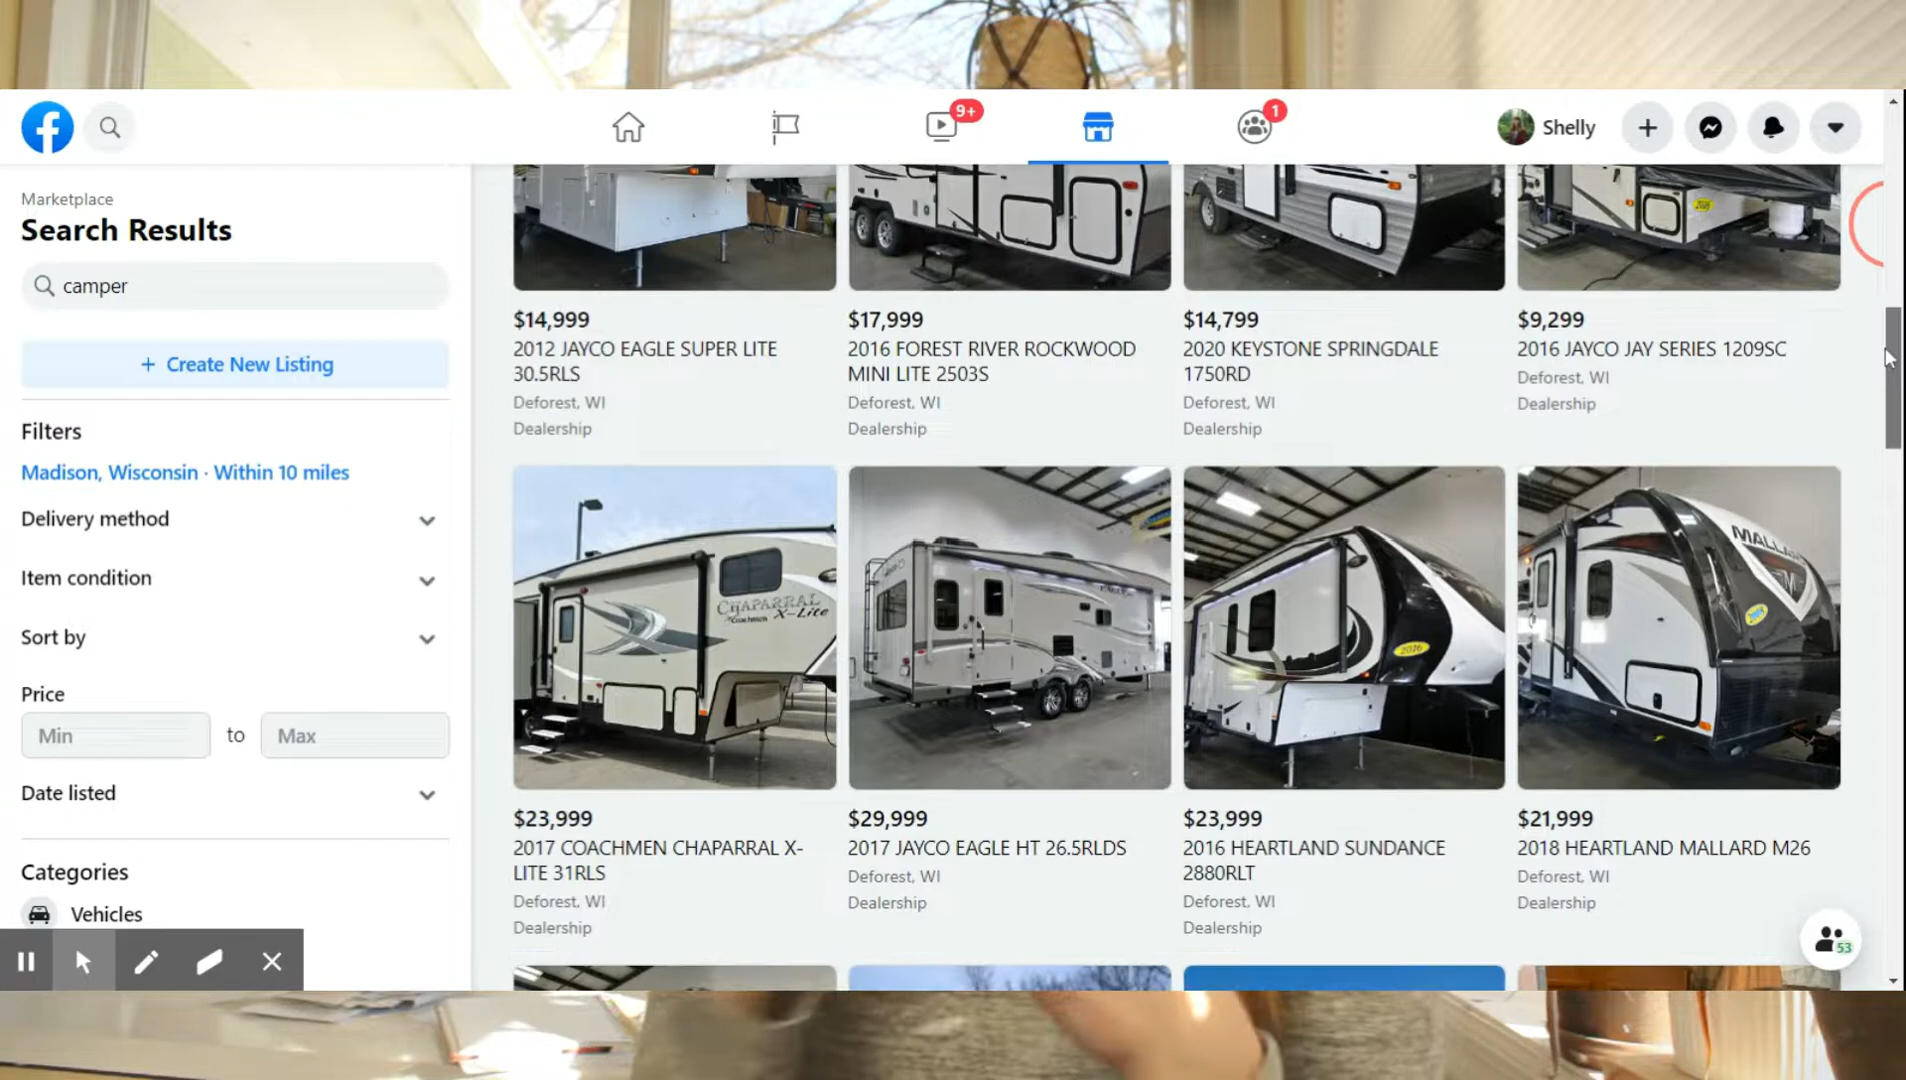 9+
1
Shelly
Marketplace
Search Results
camper
+ Create New Listing
Filters
Madison, Wisconsin · Within 10 miles
Delivery method
Item condition
Sort by
Price
Min to Max
Date listed
Categories
Vehicles
$14,999
2012 JAYCO EAGLE SUPER LITE
30.5RLS
Deforest, WI
Dealership
$17,999
2016 FOREST RIVER ROCKWOOD
MINI LITE 2503S
Deforest, WI
Dealership
$14,799
2020 KEYSTONE SPRINGDALE
1750RD
Deforest, WI
Dealership
$9,299
2016 JAYCO JAY SERIES 1209SC
Deforest, WI
Dealership
CHAPARRAL
X-Lite
Coachmen
2016
MALLARD
M
$23,999
2017 COACHMEN CHAPARRAL X-
LITE 31RLS
Deforest, WI
Dealership
$29,999
2017 JAYCO EAGLE HT 26.5RLDS
Deforest, WI
Dealership
$23,999
2016 HEARTLAND SUNDANCE
2880RLT
Deforest, WI
Dealership
$21,999
2018 HEARTLAND MALLARD M26
Deforest, WI
Dealership
53